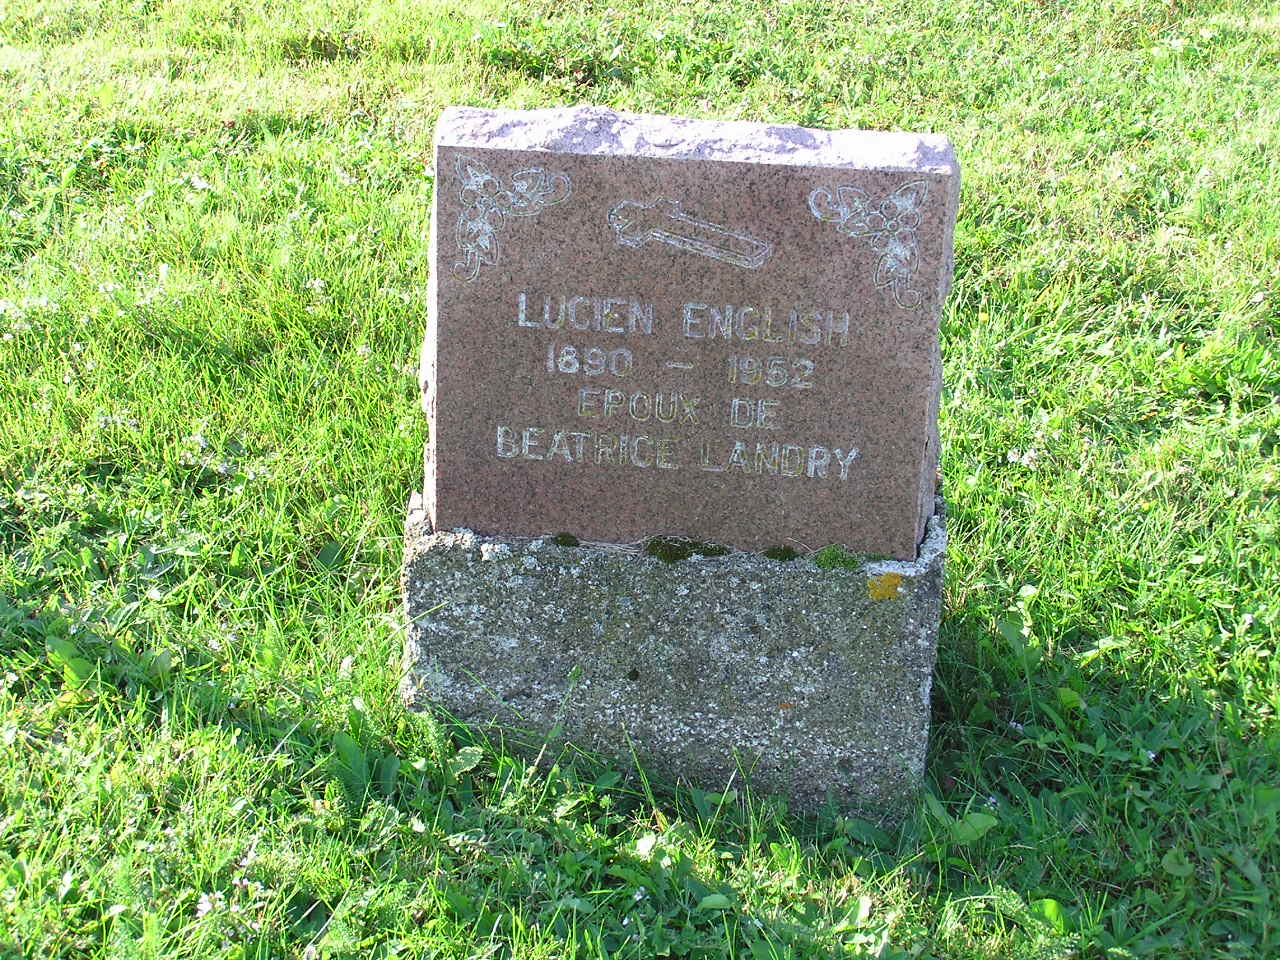 LUCIEN ENGLISH
1890 – 1952
EPOUX DE
BEATRICE LANDRY